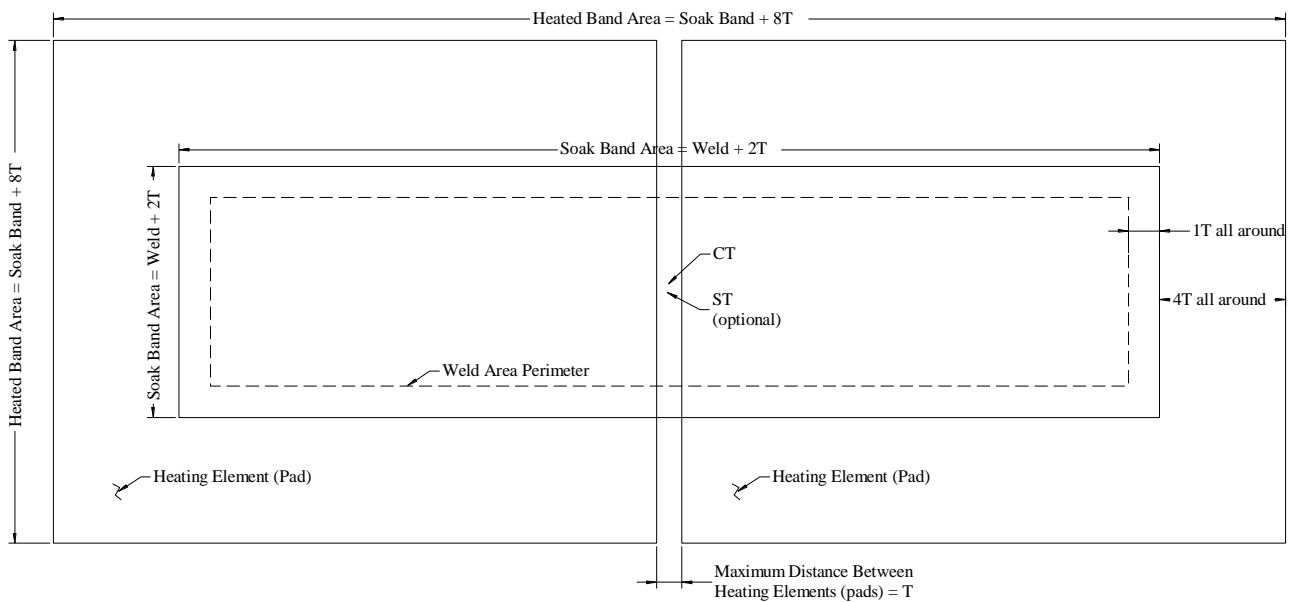 Heated Band Area = Soak Band + 8T
Heated Band Area = Soak Band + 8T
Soak Band Area = Weld + 2T
Soak Band Area = Weld + 2T
1T all around
CT
ST
(optional)
4T all around
Weld Area Perimeter
Heating Element (Pad)
Heating Element (Pad)
Maximum Distance Between
Heating Elements (pads) = T